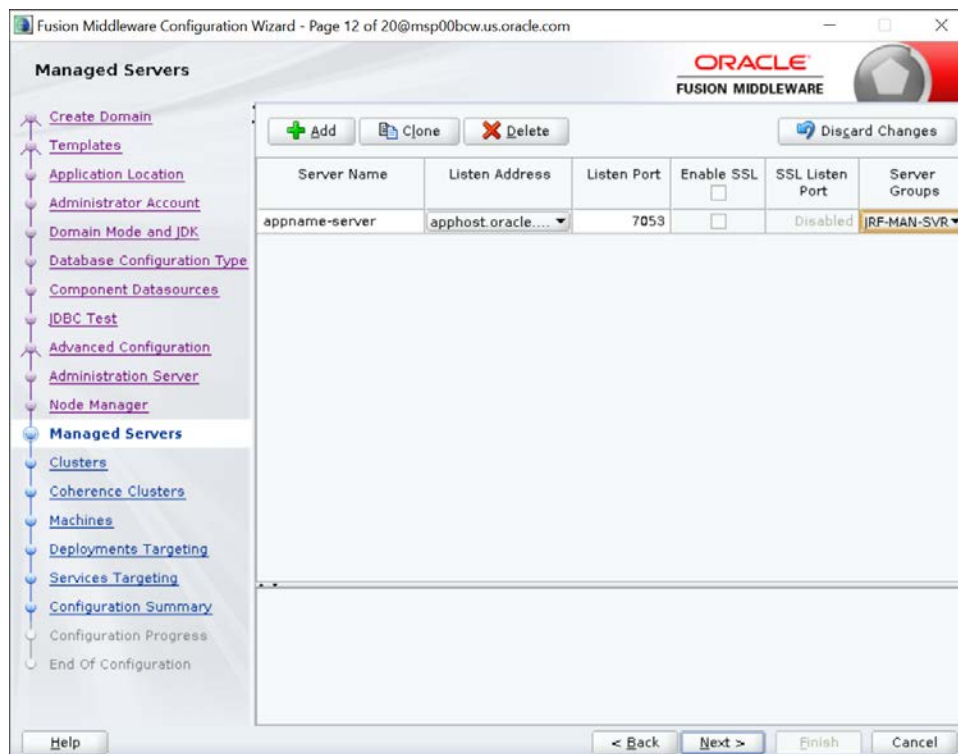 Fusion Middleware Configuration Wizard - Page 12 of 20@msp00bcw.us.oracle.com
Managed Servers
ORACLE
FUSION MIDDLEWARE
Create Domain
Templates
Application Location
Administrator Account
Domain Mode and JDK
Database Configuration Type
Component Datasources
JDBC Test
Advanced Configuration
Administration Server
Node Manager
Managed Servers
Clusters
Coherence Clusters
Machines
Deployments Targeting
Services Targeting
Configuration Summary
Configuration Progress
End Of Configuration
Add Clone Delete Discard Changes
Server Name Listen Address Listen Port Enable SSL SSL Listen Port Server Groups
appname-server apphost.oracle.... 7053 Disabled JRF-MAN-SVR
Help < Back Next > Finish Cancel